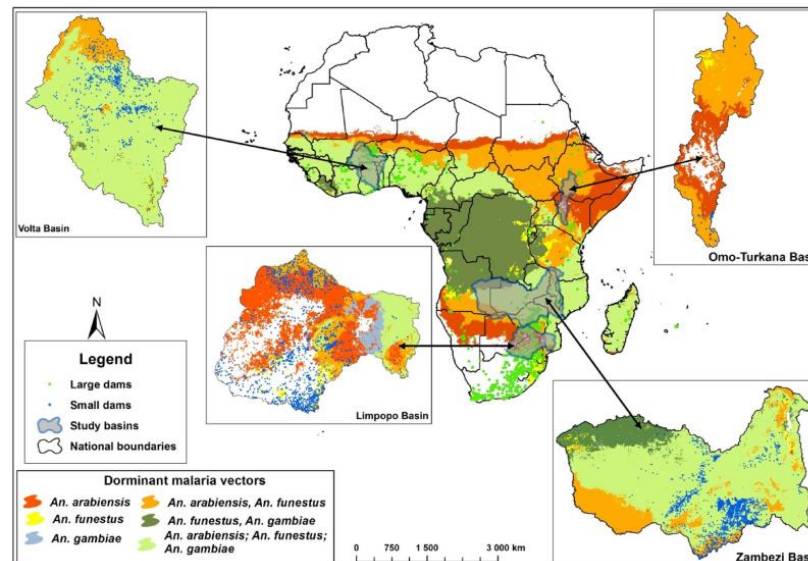 Volta Basin
Omo-Turkana Bas
N
Legend
Large dams
Small dams
Study basins
National boundaries
Limpopo Basin
Dorminant malaria vectors
An. arabiensis
An. funestus
An. gambiae
An. arabiensis, An. funestus
An. funestus, An. gambiae
An. arabiensis; An. funestus;
An. gambiae
0 750 1 500 3 000 km
Zambezi Bas